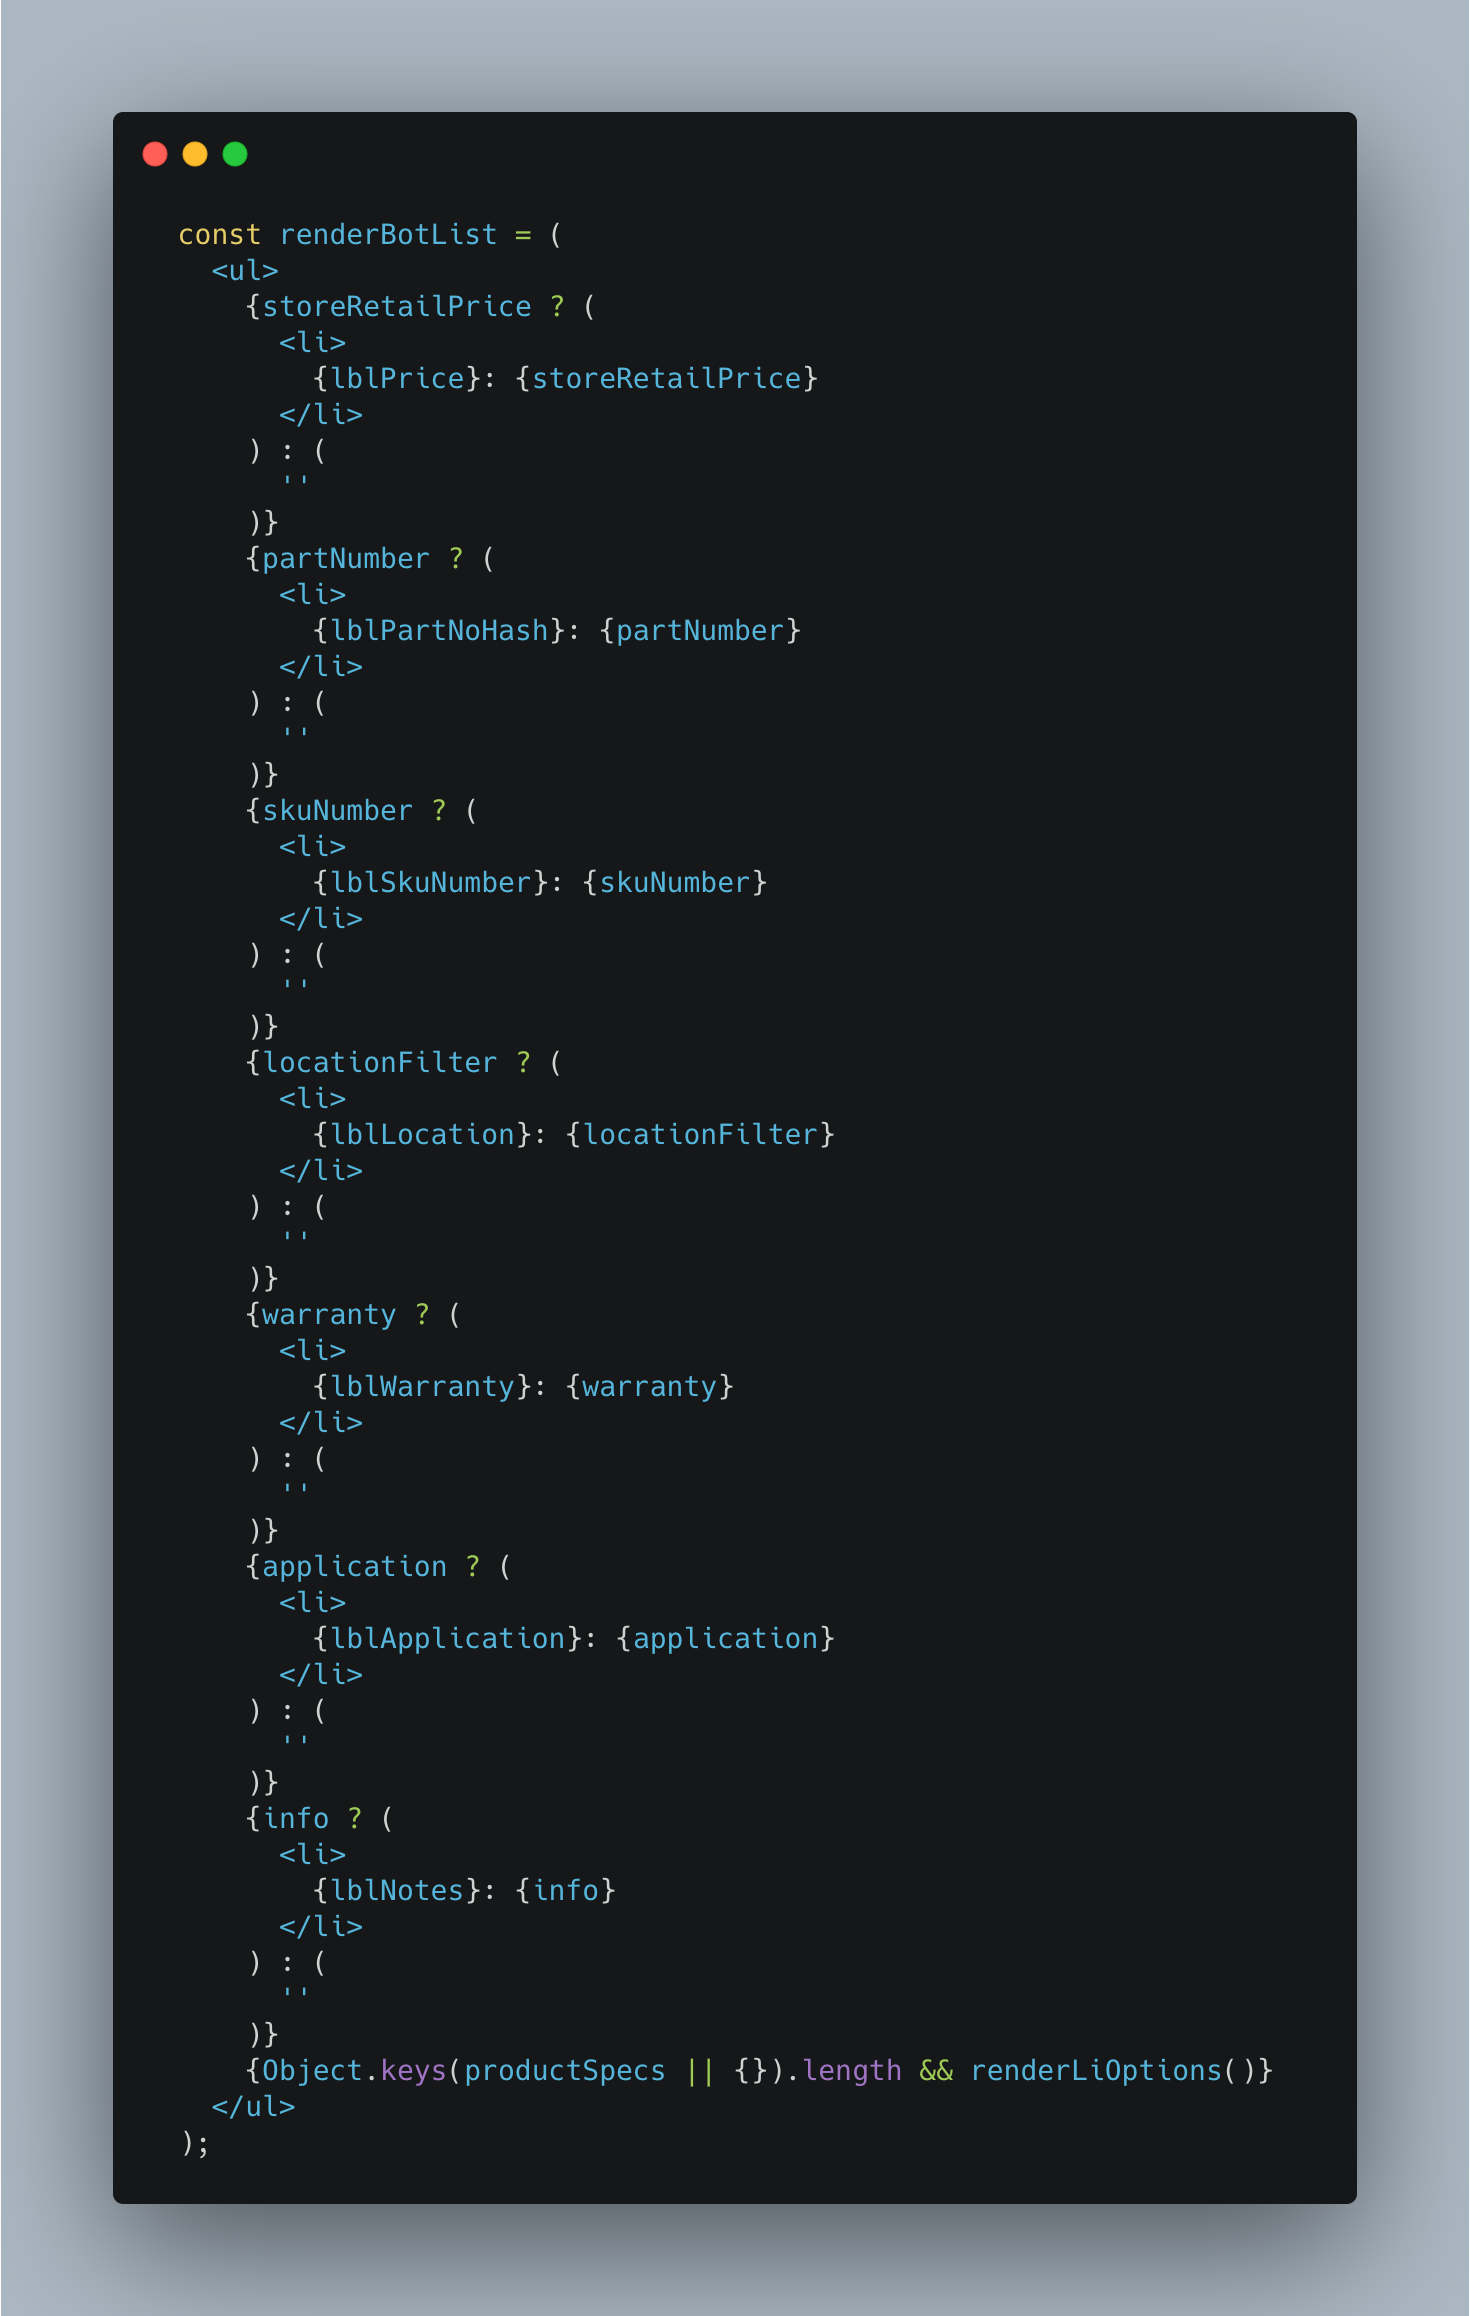 const renderBotList = (
  <ul>
    {storeRetailPrice ? (
      <li>
        {lblPrice}: {storeRetailPrice}
      </li>
    ) : (
      ''
    )}
    {partNumber ? (
      <li>
        {lblPartNoHash}: {partNumber}
      </li>
    ) : (
      ''
    )}
    {skuNumber ? (
      <li>
        {lblSkuNumber}: {skuNumber}
      </li>
    ) : (
      ''
    )}
    {locationFilter ? (
      <li>
        {lblLocation}: {locationFilter}
      </li>
    ) : (
      ''
    )}
    {warranty ? (
      <li>
        {lblWarranty}: {warranty}
      </li>
    ) : (
      ''
    )}
    {application ? (
      <li>
        {lblApplication}: {application}
      </li>
    ) : (
      ''
    )}
    {info ? (
      <li>
        {lblNotes}: {info}
      </li>
    ) : (
      ''
    )}
    {Object.keys(productSpecs || {}).length && renderLiOptions()}
  </ul>
);